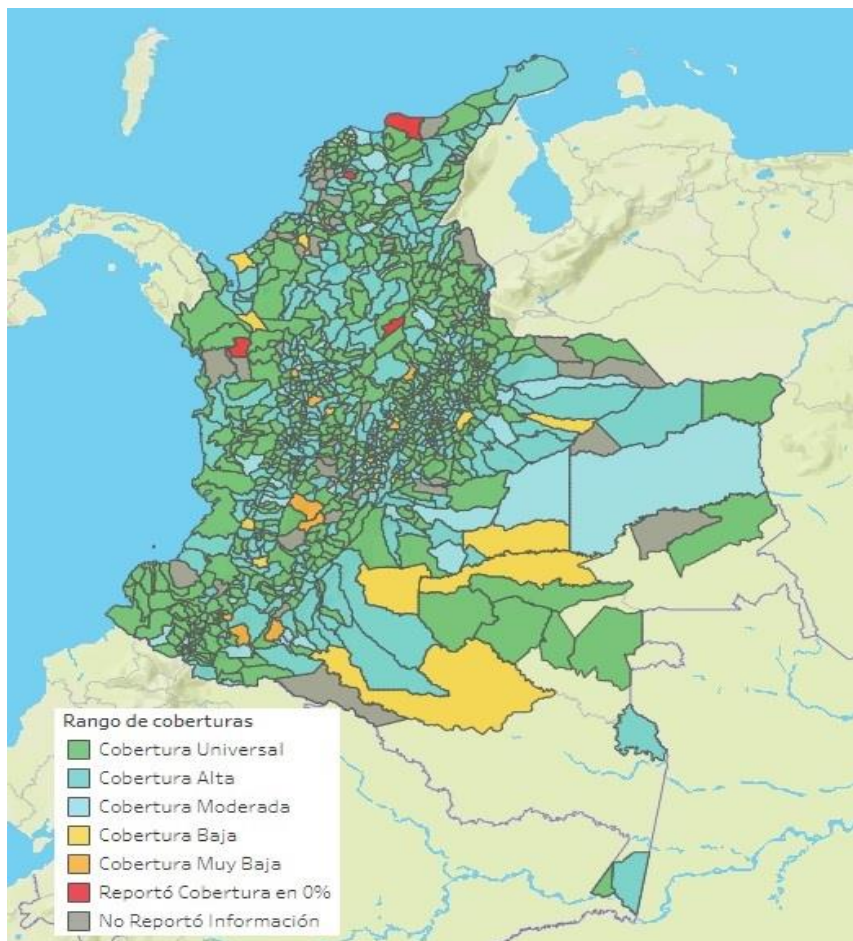 Rango de coberturas
Cobertura Universal
Cobertura Alta
Cobertura Moderada
Cobertura Baja
Cobertura Muy Baja
Reportó Cobertura en 0%
No Reportó Información